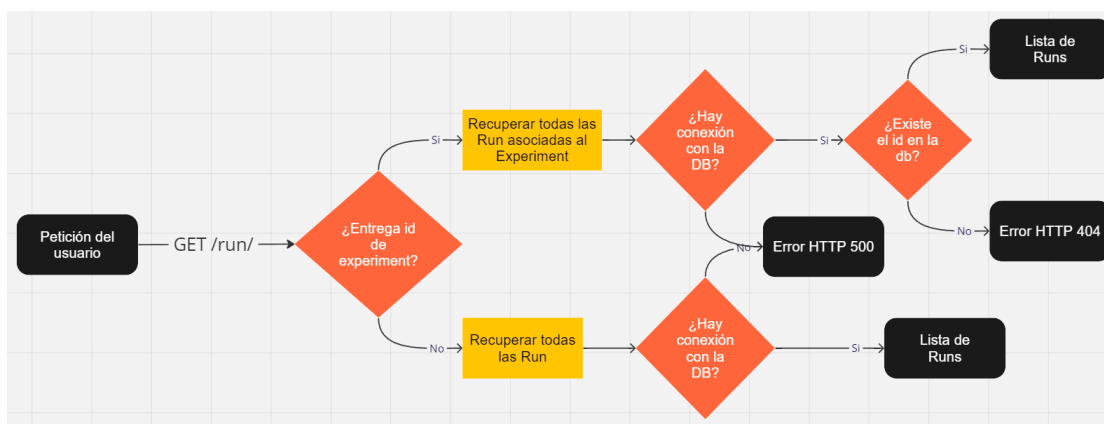 Petición del
usuario
GET /run/
¿Entrega id
de
experiment?
Si
Recuperar todas las
Run asociadas al
Experiment
¿Hay
conexión
con la
DB?
Si
¿Existe
el id en la
db?
Si
Lista de
Runs
No
Error HTTP 404
No
Error HTTP 500
No
Recuperar todas
las Run
¿Hay
conexión
con la
DB?
Si
Lista de
Runs